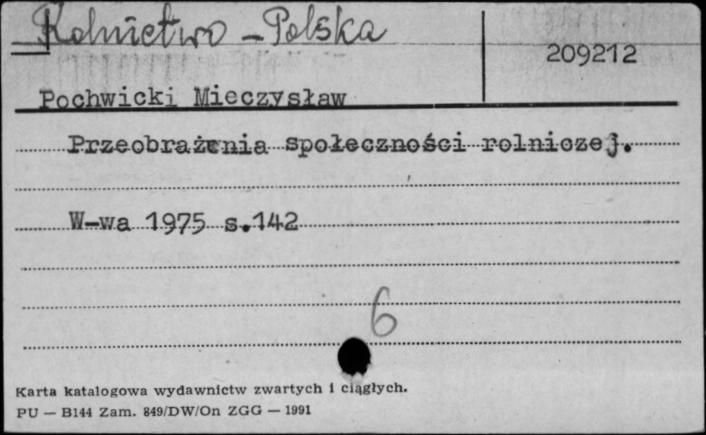 Rolnictwo - Polska
209212
Pochwicki Mieczysław
Przeobrażenia społeczności rolniczej.
W-wa 1975 s.142
6
Karta katalogowa wydawnictw zwartych i ciągłych.
PU — B144 Zam. 849/DW/On ZGG — 1991